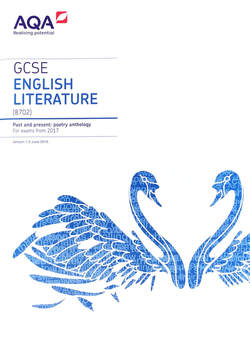 AQA
Realising potential
GCSE
ENGLISH
LITERATURE
(8702)
Past and present: poetry anthology
For exams from 2017